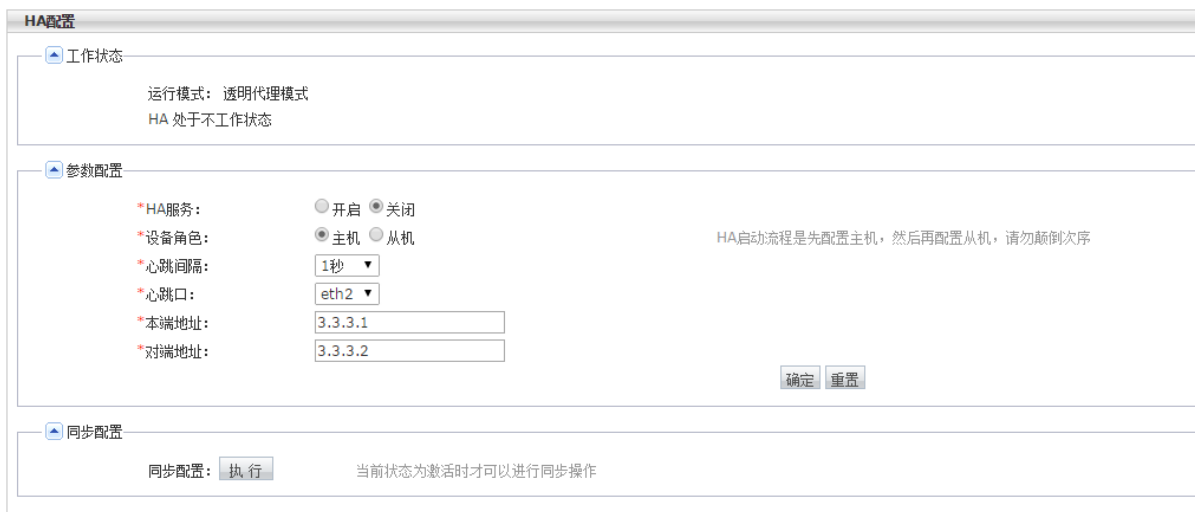 HA配置
工作状态
运行模式： 透明代理模式
HA 处于不工作状态
参数配置
*HA服务： 开启 关闭
*设备角色： 主机 从机 HA启动流程是先配置主机，然后再配置从机，请勿颠倒次序
*心跳间隔： 1秒
*心跳口： eth2
*本端地址： 3.3.3.1
*对端地址： 3.3.3.2
确定 重置
同步配置
同步配置： 执 行 当前状态为激活时才可以进行同步操作